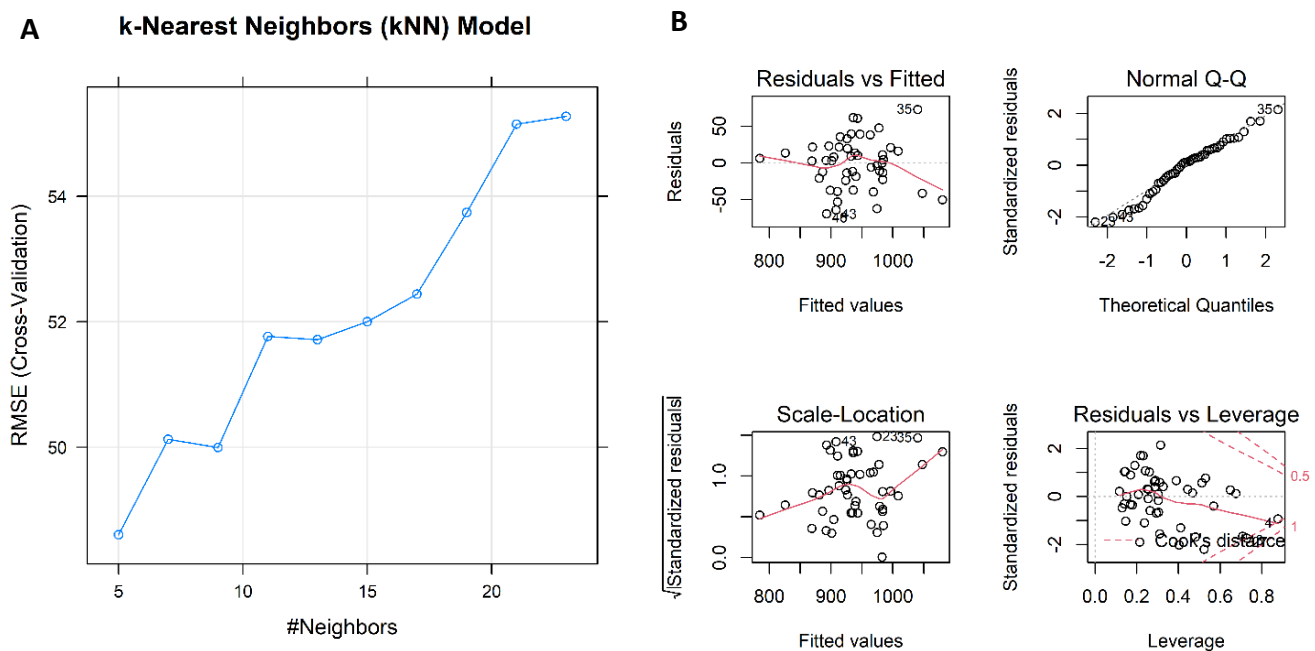 A
k-Nearest Neighbors (kNN) Model
RMSE (Cross-Validation)
54
52
50
5
10
15
20
#Neighbors
B
Residuals vs Fitted
Residuals
50
0
-50
35
43
800
900
1000
Fitted values
Normal Q-Q
Standardized residuals
2
0
-2
35
43
-2
-1
0
1
2
Theoretical Quantiles
Scale-Location
√|Standardized residuals|
1.0
0.0
43
23
35
800
900
1000
Fitted values
Residuals vs Leverage
Standardized residuals
2
0
-2
0.5
1
4
Cook's distance
0.0
0.2
0.4
0.6
0.8
Leverage